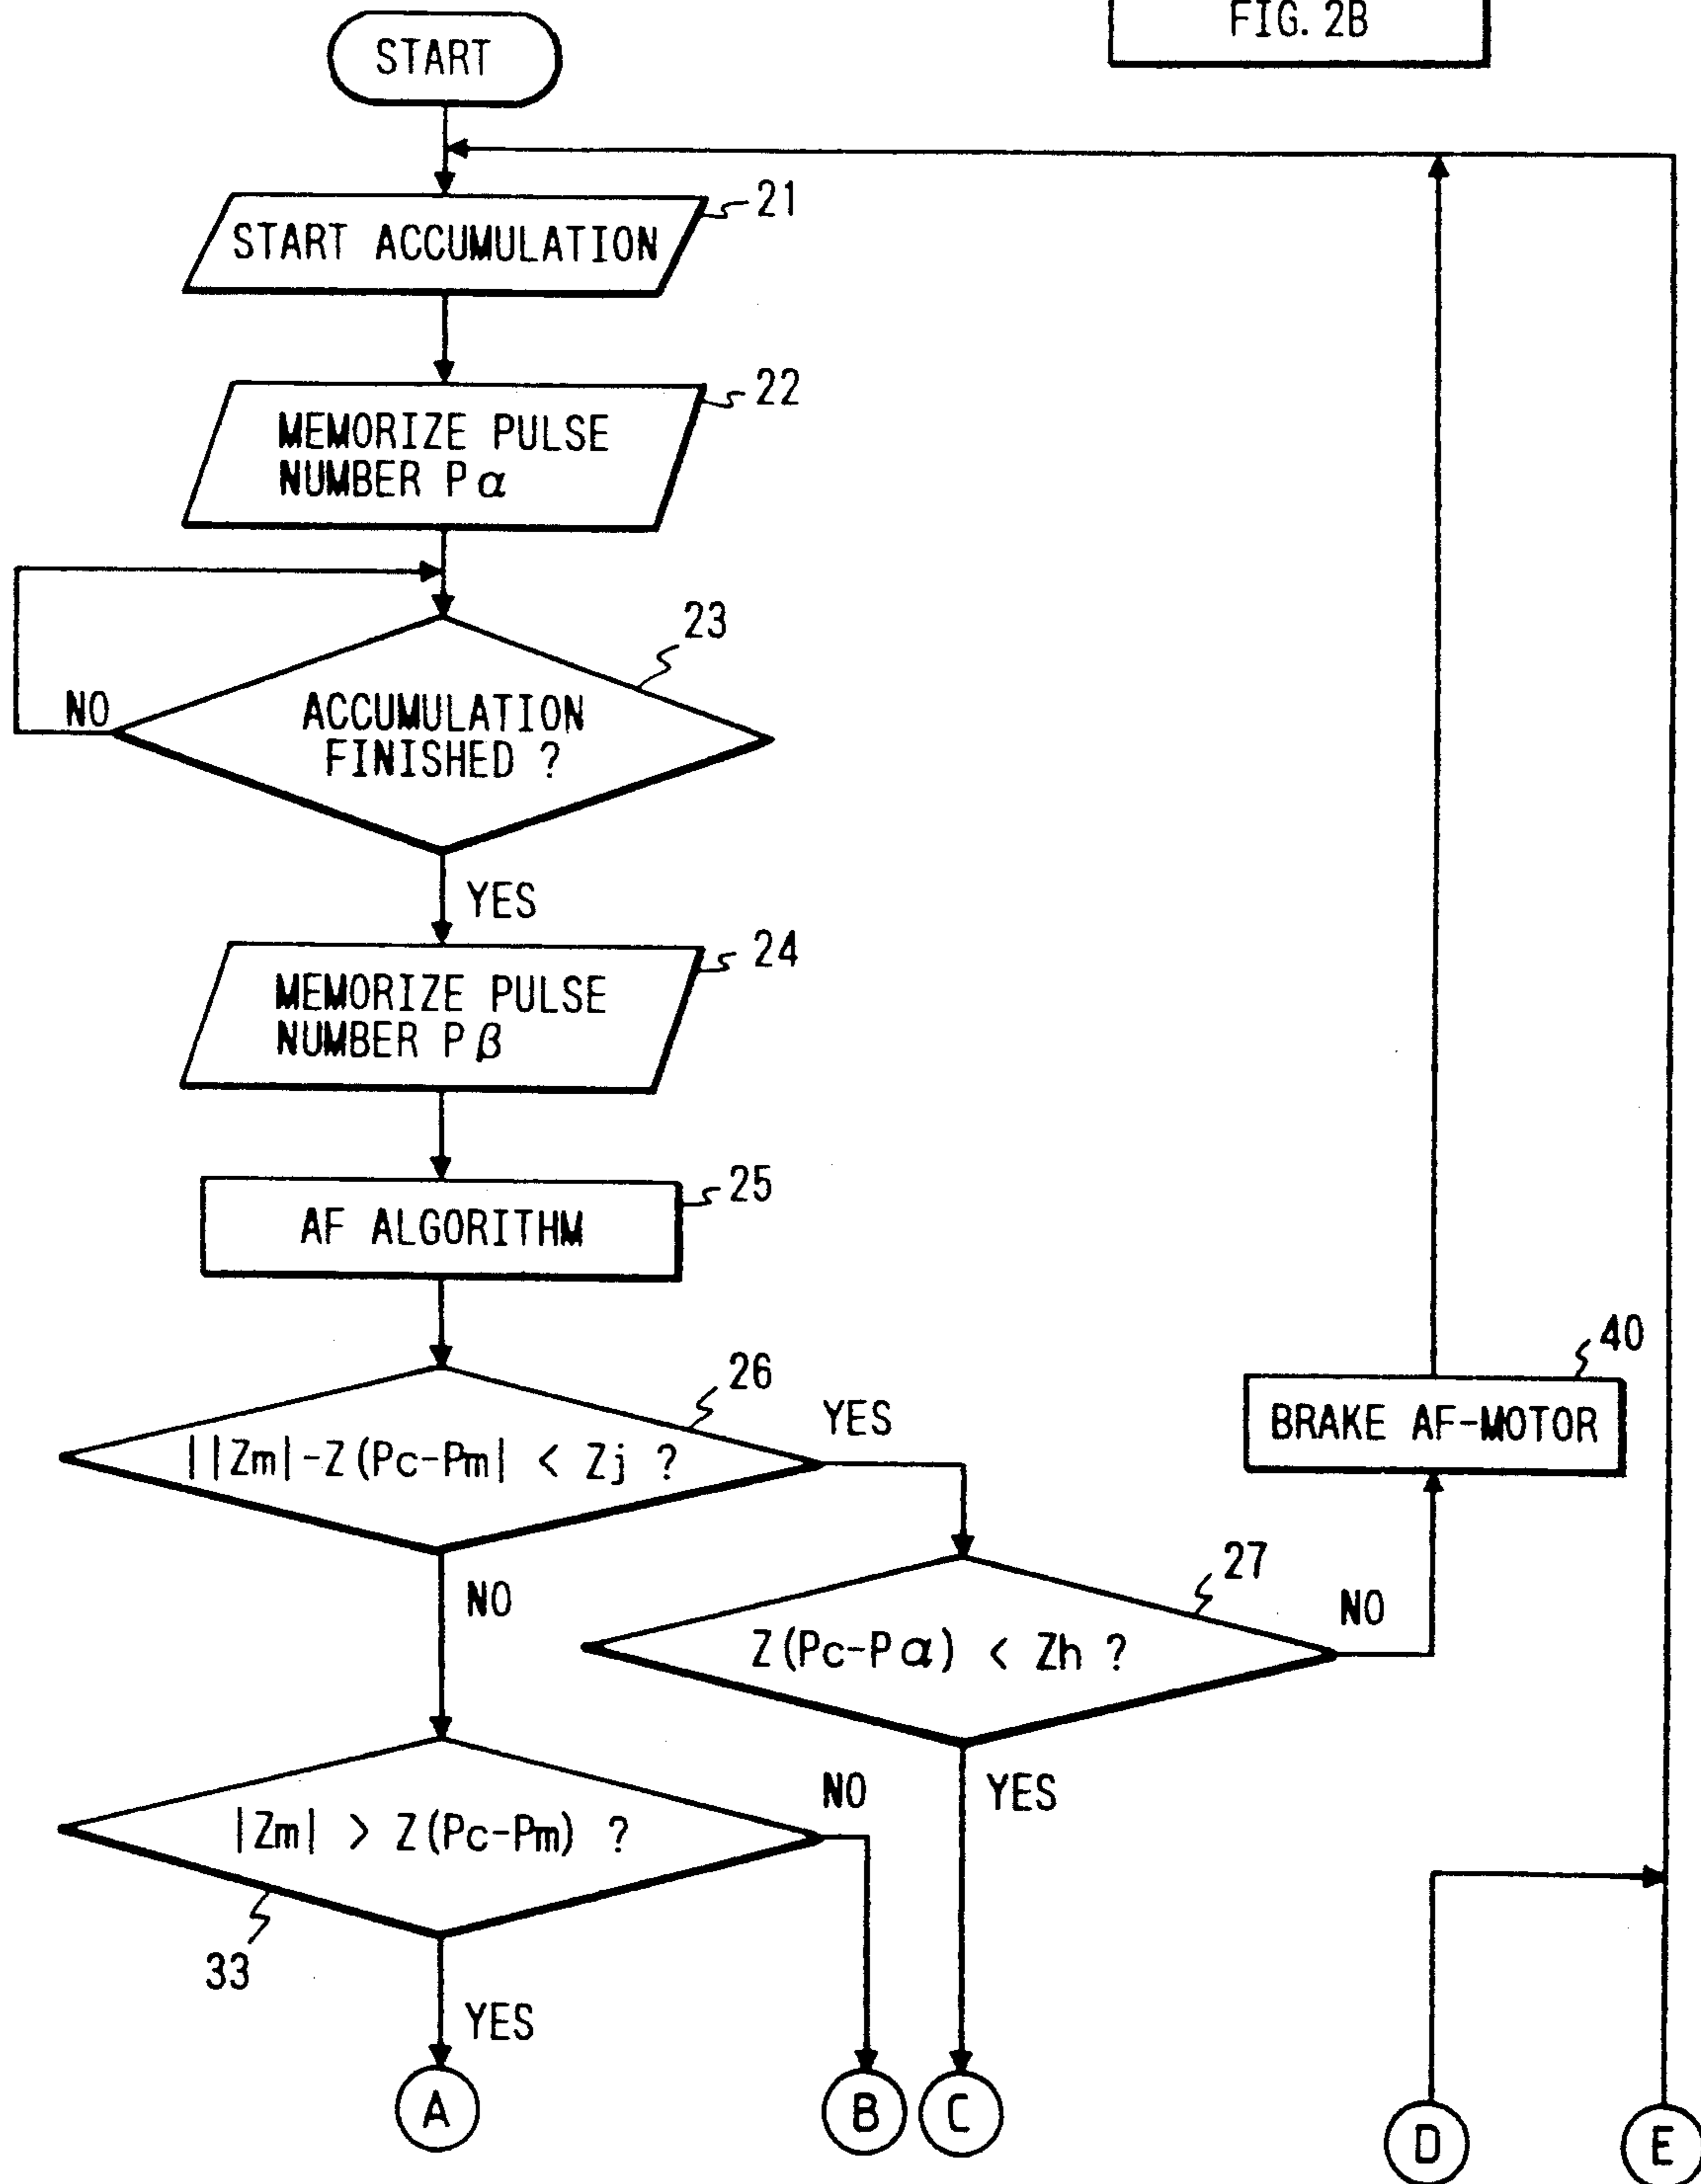 FIG. 2B
START
21
START ACCUMULATION
22
MEMORIZE PULSE
NUMBER Pα
23
NO
ACCUMULATION
FINISHED ?
YES
24
MEMORIZE PULSE
NUMBER Pβ
25
AF ALGORITHM
26
||Zm|-Z(Pc-Pm| < Zj ?
YES
40
BRAKE AF-MOTOR
NO
27
Z(Pc-Pα) < Zh ?
NO
YES
|Zm| > Z(Pc-Pm) ?
NO
33
YES
A
B
C
D
E